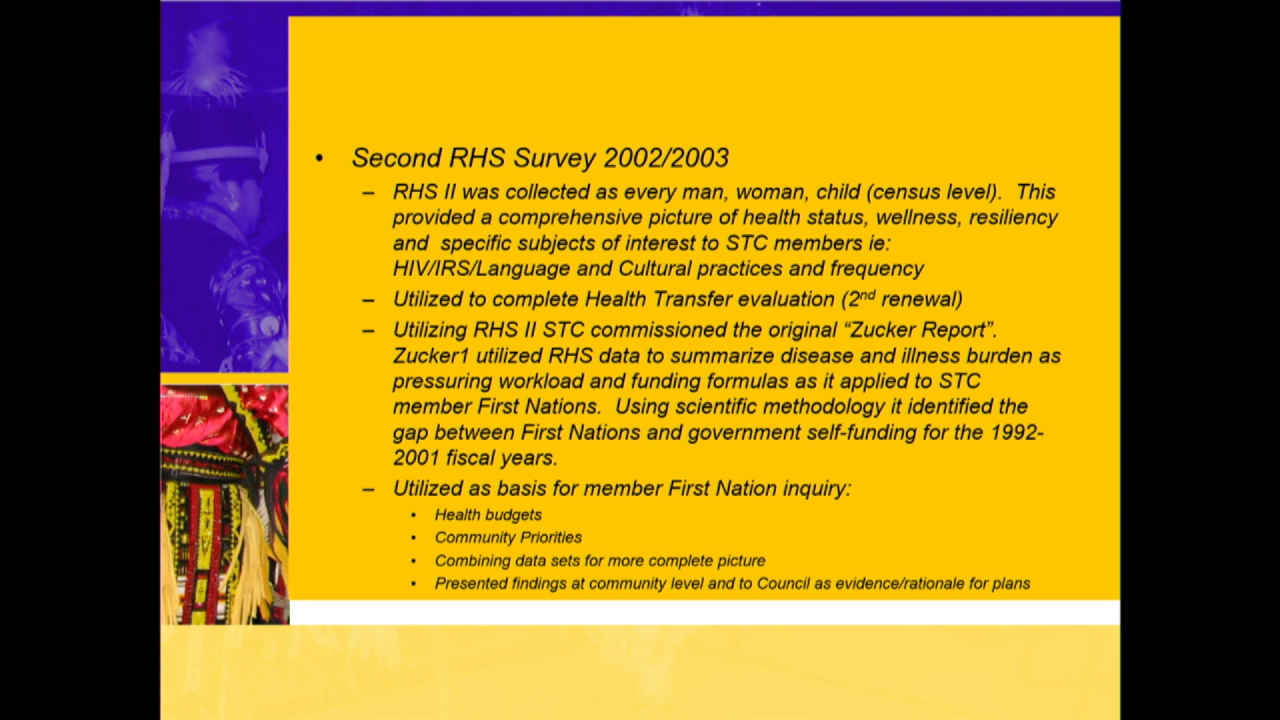 • Second RHS Survey 2002/2003
– RHS II was collected as every man, woman, child (census level).  This
provided a comprehensive picture of health status, wellness, resiliency
and  specific subjects of interest to STC members ie:
HIV/IRS/Language and Cultural practices and frequency
– Utilized to complete Health Transfer evaluation (2nd renewal)
– Utilizing RHS II STC commissioned the original “Zucker Report”.
Zucker1 utilized RHS data to summarize disease and illness burden as
pressuring workload and funding formulas as it applied to STC
member First Nations.  Using scientific methodology it identified the
gap between First Nations and government self-funding for the 1992-
2001 fiscal years.
– Utilized as basis for member First Nation inquiry:
• Health budgets
• Community Priorities
• Combining data sets for more complete picture
• Presented findings at community level and to Council as evidence/rationale for plans